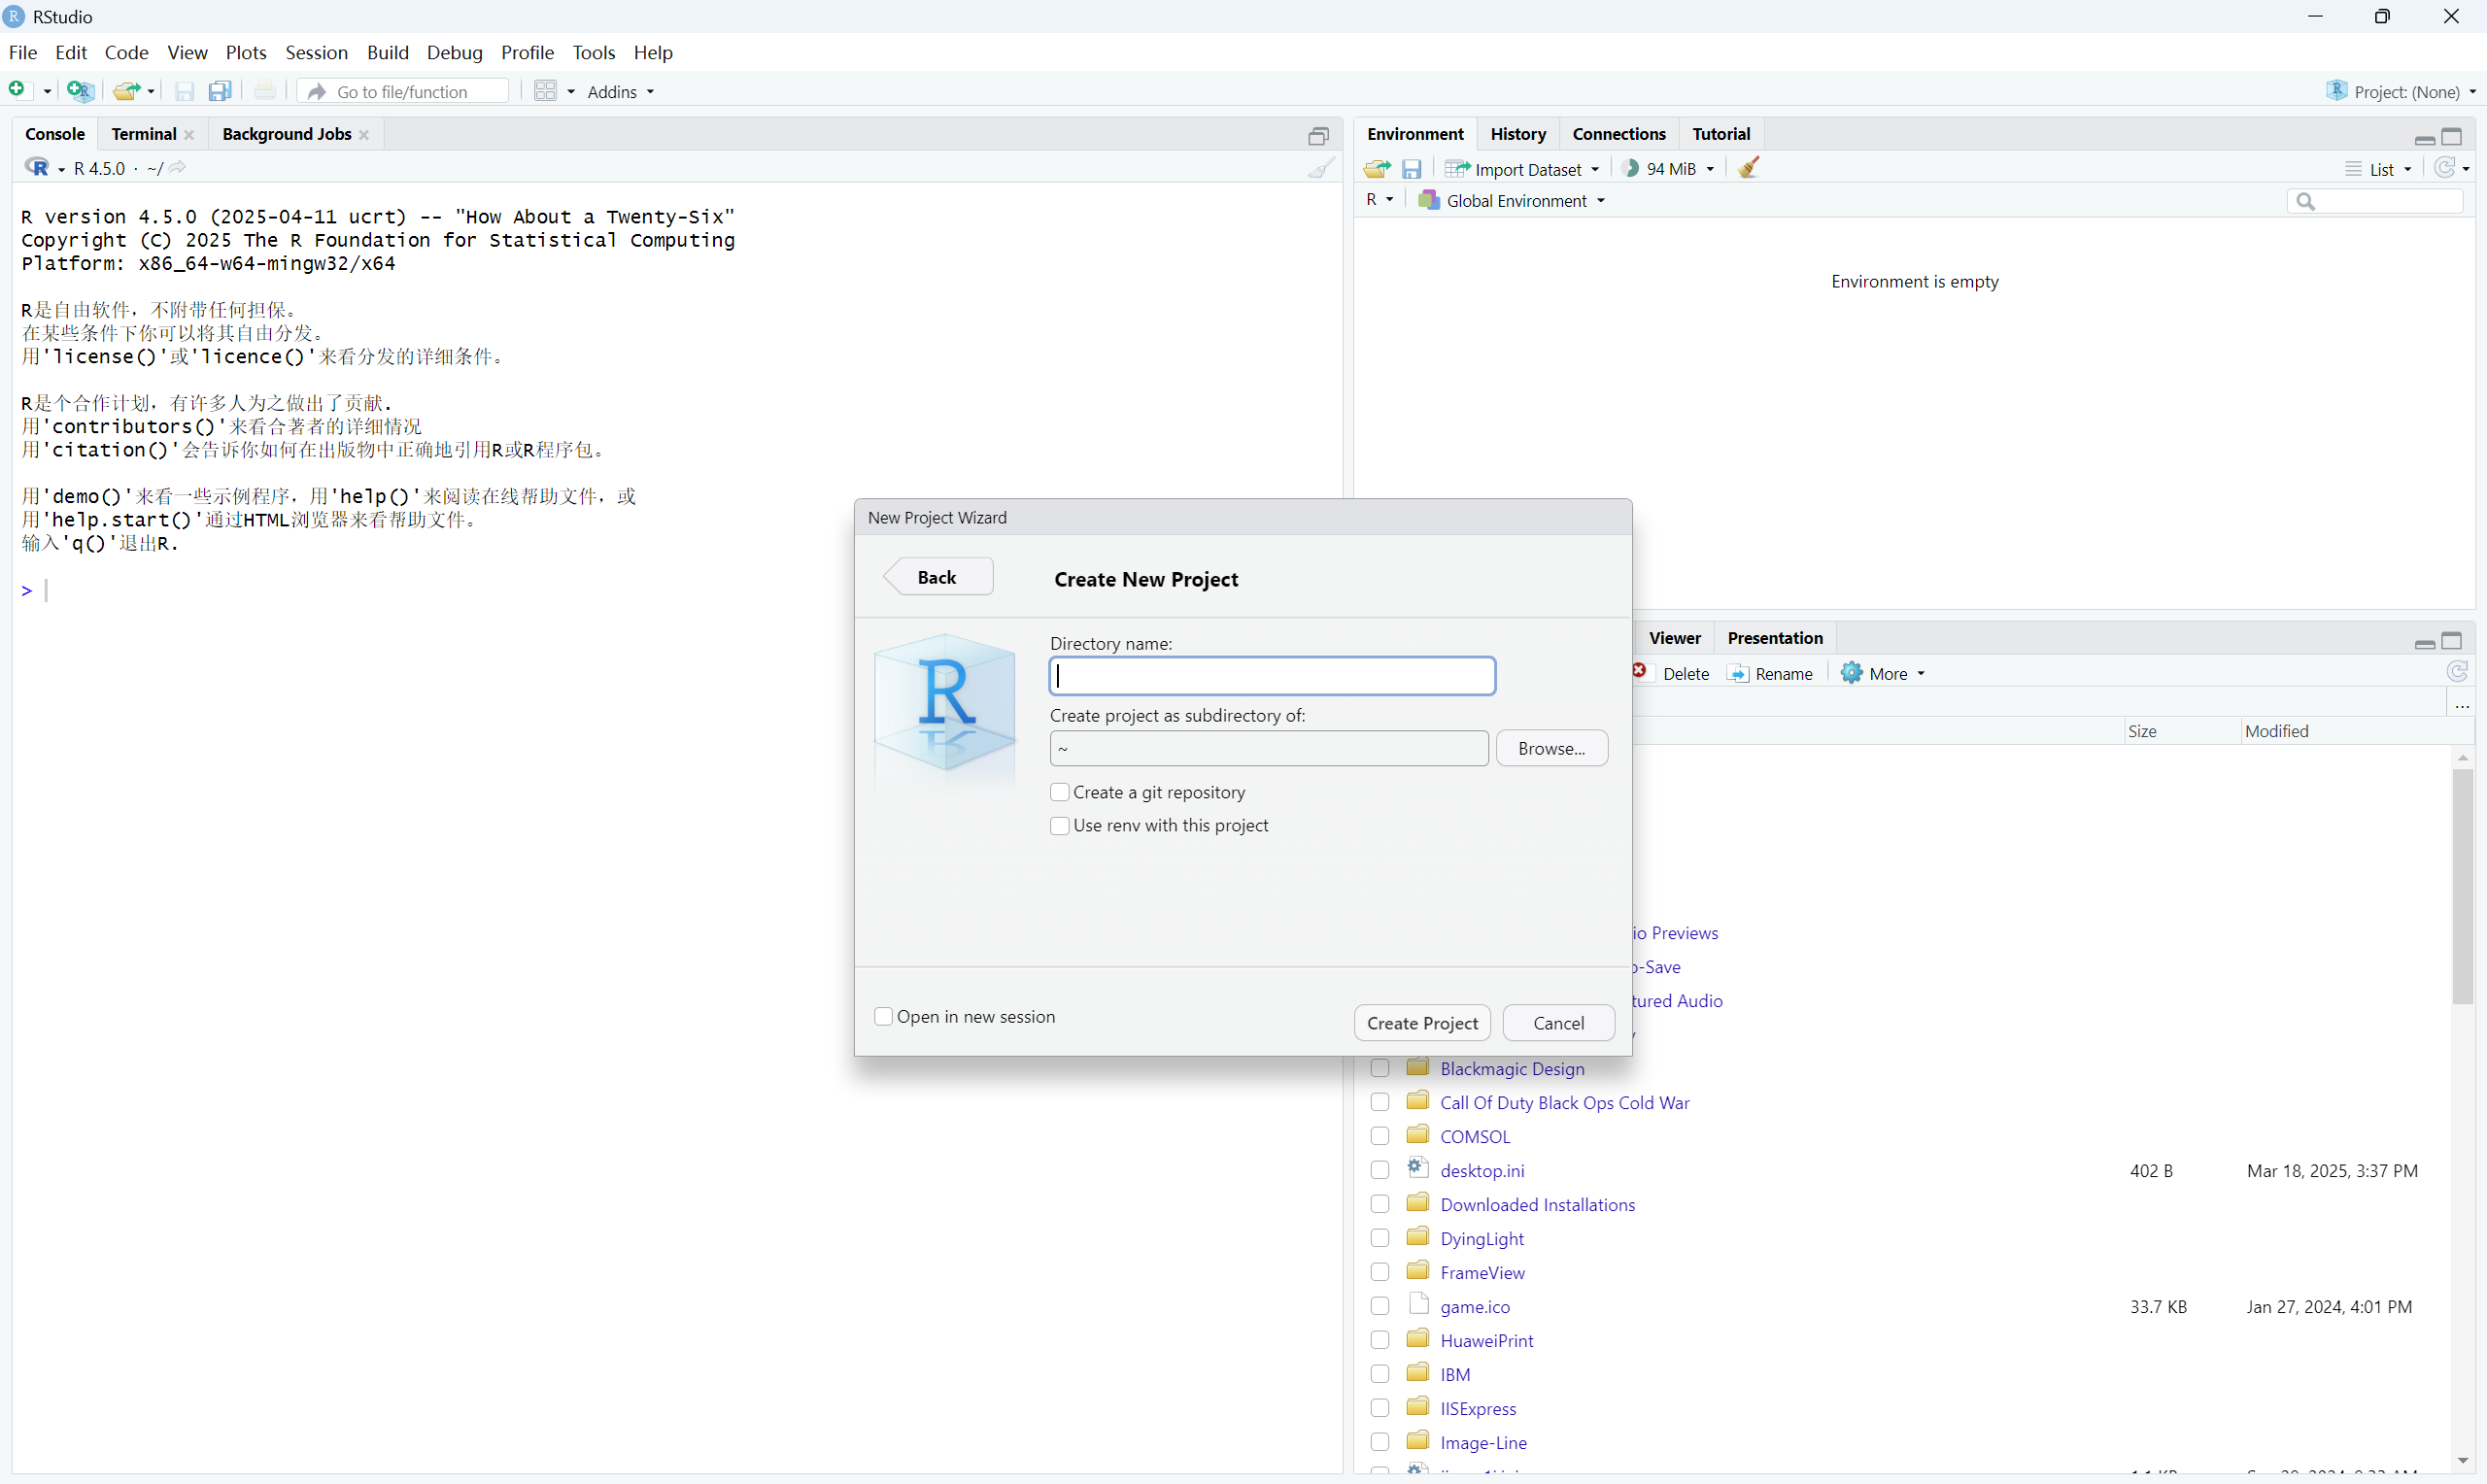 RStudio
File Edit Code View Plots Session Build Debug Profile Tools Help
Go to file/function Addins Project: (None)
Console Terminal Background Jobs
R 4.5.0 · ~/
R version 4.5.0 (2025-04-11 ucrt) -- "How About a Twenty-Six"
Copyright (C) 2025 The R Foundation for Statistical Computing
Platform: x86_64-w64-mingw32/x64
R是自由软件，不附带任何担保。
在某些条件下你可以将其自由分发。
用'license()'或'licence()'来看分发的详细条件。
R是个合作计划，有许多人为之做出了贡献.
用'contributors()'来看合著者的详细情况
用'citation()'会告诉你如何在出版物中正确地引用R或R程序包。
用'demo()'来看一些示例程序，用'help()'来阅读在线帮助文件，或
用'help.start()'通过HTML浏览器来看帮助文件。
输入'q()'退出R.
>
Environment History Connections Tutorial
Import Dataset 94 MiB List
R Global Environment
Environment is empty
New Project Wizard
Back Create New Project
R
Directory name:
Create project as subdirectory of:
~ Browse...
Create a git repository
Use renv with this project
Open in new session Create Project Cancel
Viewer Presentation
Delete Rename More
...
Size Modified
io Previews
-Save
tured Audio
Blackmagic Design
Call Of Duty Black Ops Cold War
COMSOL
desktop.ini 402 B Mar 18, 2025, 3:37 PM
Downloaded Installations
DyingLight
FrameView
game.ico 33.7 KB Jan 27, 2024, 4:01 PM
HuaweiPrint
IBM
IISExpress
Image-Line